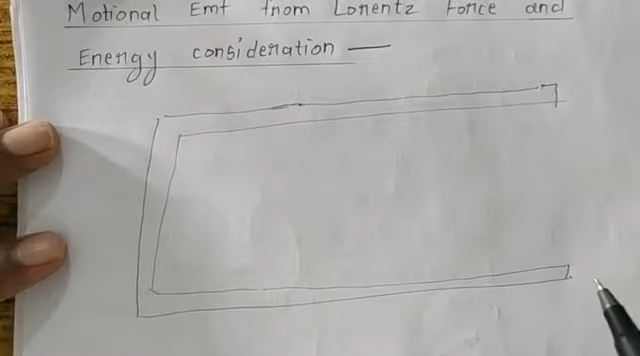 Motional Emf from Lorentz Force and
Energy consideration —